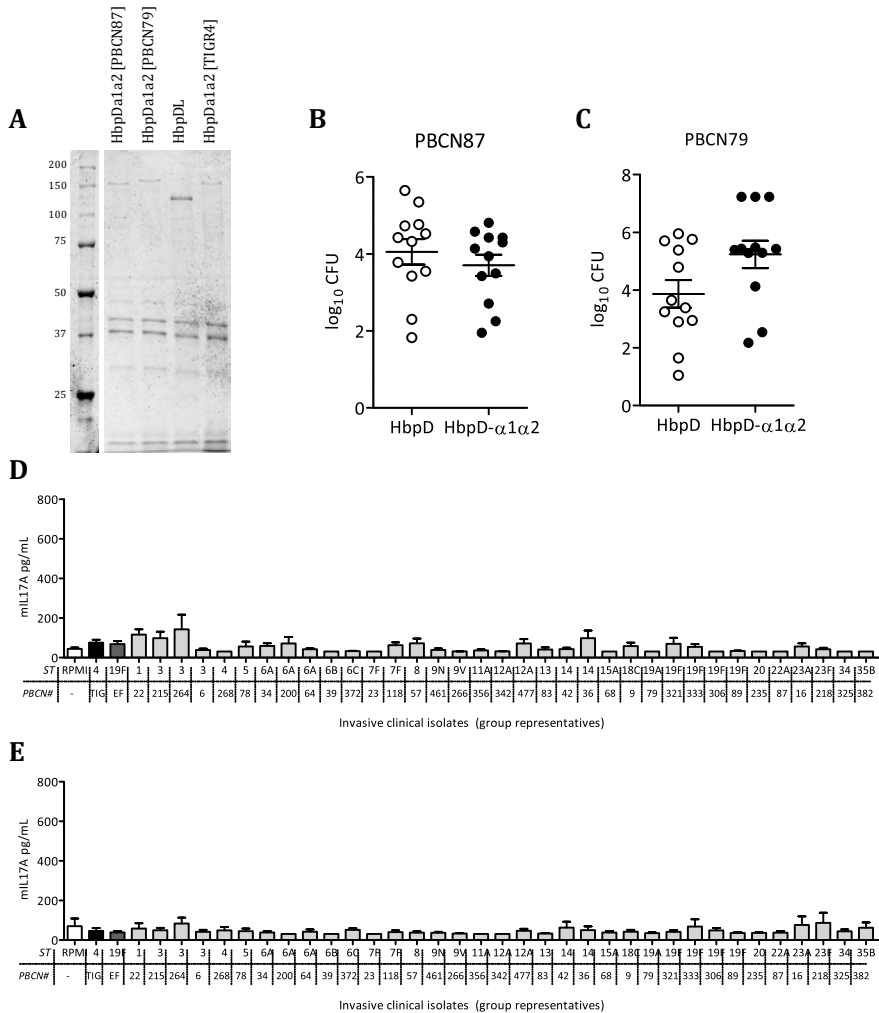 HbpDa1a2 [PBCN87]
HbpDa1a2 [PBCN79]
HbpDL
HbpDa1a2 [TIGR4]
A
200
150
100
75
50
37
25
B
PBCN87
log10 CFU
6
4
2
0
HbpD HbpD-α1α2
C
PBCN79
log10 CFU
8
6
4
2
0
HbpD HbpD-α1α2
D
mIL17A pg/mL
800
600
400
200
0
ST RPMI 4 19F 1 3 3 3 4 5 6A 6A 6A 6B 6C 7F 7F 8 9N 9V 11A 12A 12A 13 14 14 15A 18C 19A 19F 19F 19F 19F 20 22A 23A 23F 34 35B
PBCN# - TIG EF 22 215 264 6 268 78 34 200 64 39 372 23 118 57 461 266 356 342 477 83 42 36 68 9 79 321 333 306 89 235 87 16 218 325 382
Invasive clinical isolates (group representatives)
E
mIL17A pg/mL
800
600
400
200
0
ST RPMI 4 19F 1 3 3 3 4 5 6A 6A 6A 6B 6C 7F 7F 8 9N 9V 11A 12A 12A 13 14 14 15A 18C 19A 19F 19F 19F 19F 20 22A 23A 23F 34 35B
PBCN# - TIG EF 22 215 264 6 268 78 34 200 64 39 372 23 118 57 461 266 356 342 477 83 42 36 68 9 79 321 333 306 89 235 87 16 218 325 382
Invasive clinical isolates (group representatives)